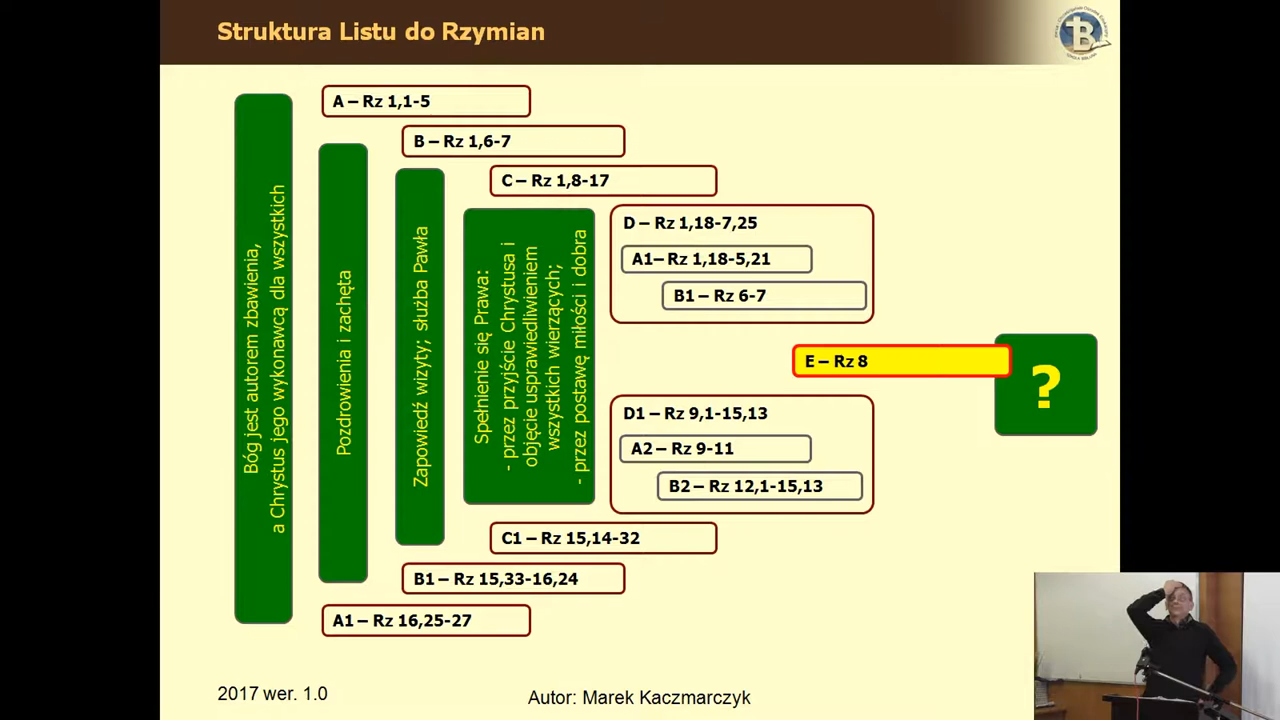 Struktura Listu do Rzymian
A – Rz 1,1-5
B – Rz 1,6-7
C – Rz 1,8-17
D – Rz 1,18-7,25
A1– Rz 1,18-5,21
B1 – Rz 6-7
E – Rz 8
?
D1 – Rz 9,1-15,13
A2 – Rz 9-11
B2 – Rz 12,1-15,13
C1 – Rz 15,14-32
B1 – Rz 15,33-16,24
A1 – Rz 16,25-27
Bóg jest autorem zbawienia,
a Chrystus jego wykonawcą dla wszystkich
Pozdrowienia i zachęta
Zapowiedź wizyty; służba Pawła
Spełnienie się Prawa:
- przez przyjście Chrystusa i
objęcie usprawiedliwieniem
wszystkich wierzących;
- przez postawę miłości i dobra
2017 wer. 1.0
Autor: Marek Kaczmarczyk